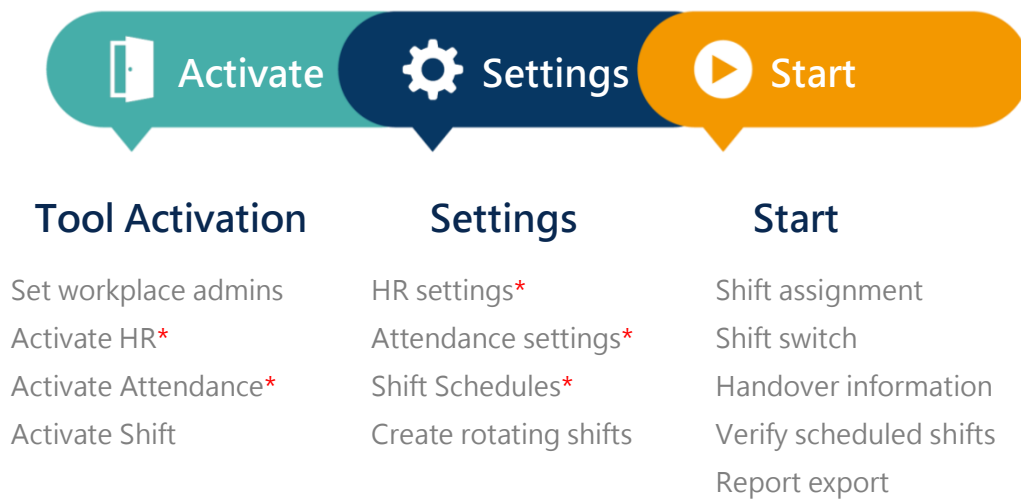 Activate
Settings
Start
Tool Activation
Set workplace admins
Activate HR*
Activate Attendance*
Activate Shift
Settings
HR settings*
Attendance settings*
Shift Schedules*
Create rotating shifts
Start
Shift assignment
Shift switch
Handover information
Verify scheduled shifts
Report export